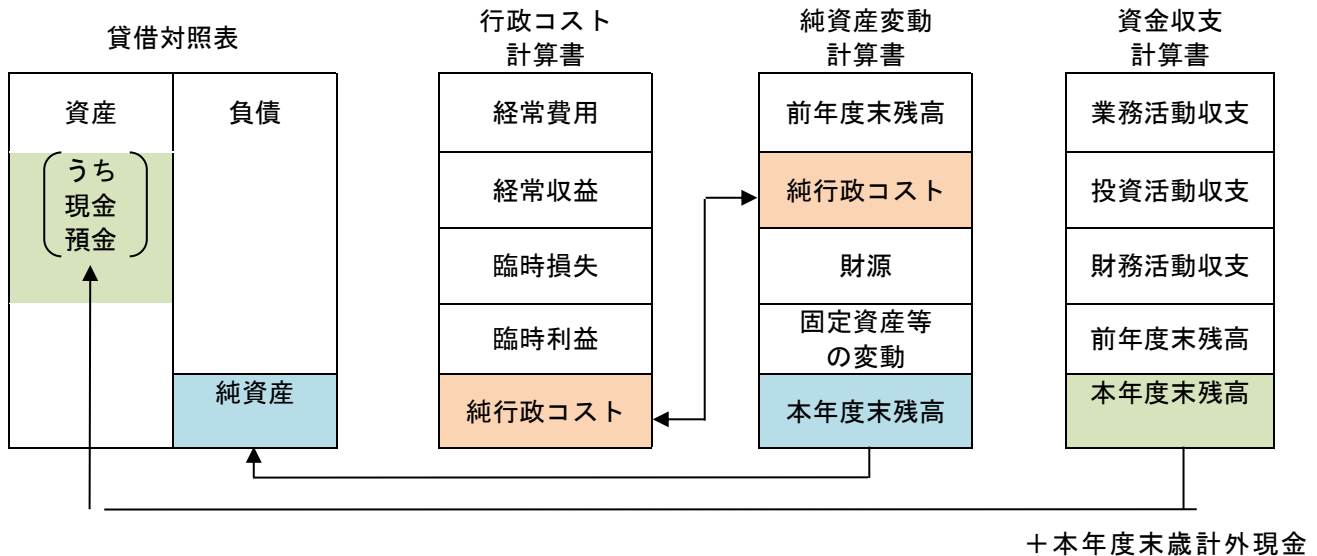 貸借対照表
資産
負債
うち
現金
預金
純資産
行政コスト
計算書
経常費用
経常収益
臨時損失
臨時利益
純行政コスト
純資産変動
計算書
前年度末残高
純行政コスト
財源
固定資産等
の変動
本年度末残高
資金収支
計算書
業務活動収支
投資活動収支
財務活動収支
前年度末残高
本年度末残高
＋本年度末歳計外現金